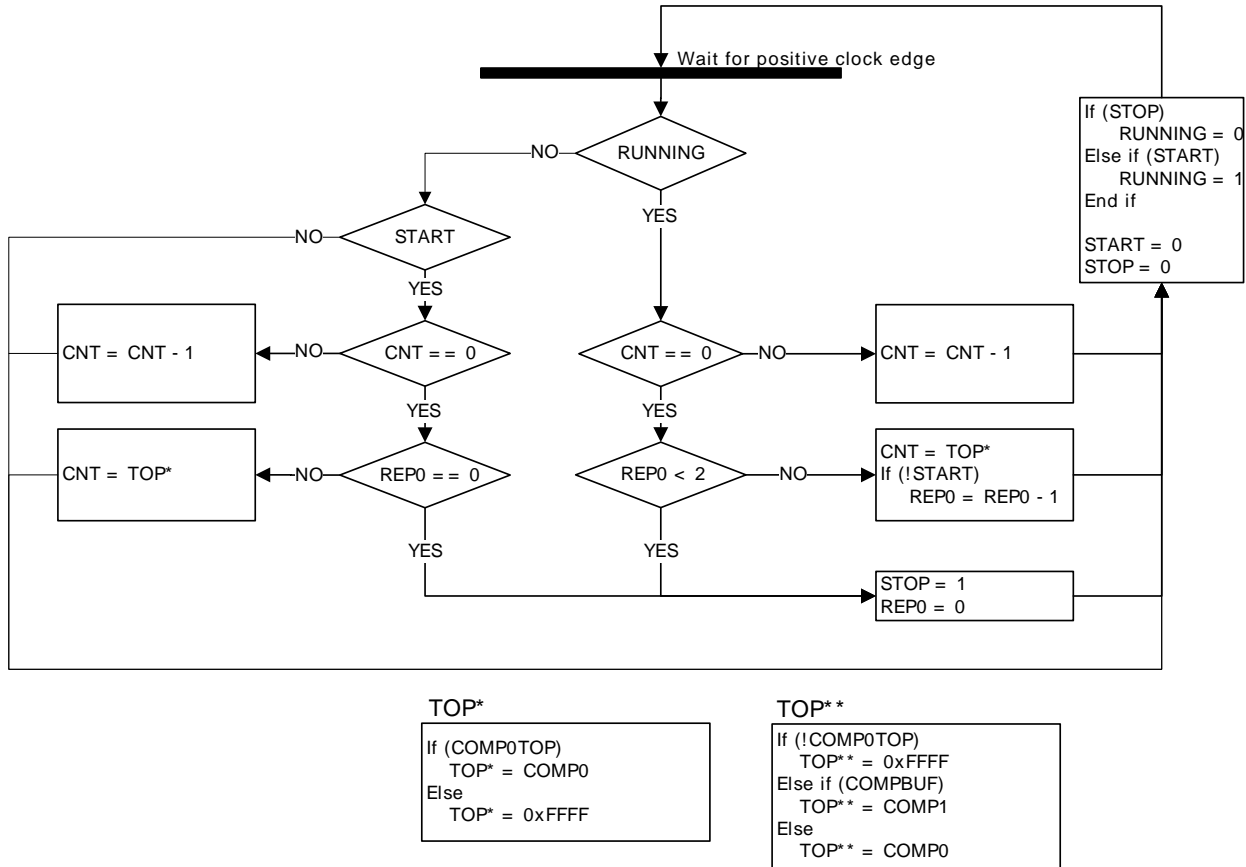 Wait for positive clock edge
If (STOP)
RUNNING = 0
Else if (START)
RUNNING = 1
End if
START = 0
STOP = 0
NO
RUNNING
YES
NO
START
YES
CNT = CNT - 1
NO
CNT == 0
CNT == 0
NO
CNT = CNT - 1
YES
YES
CNT = TOP*
NO
REP0 == 0
REP0 < 2
NO
CNT = TOP*
If (!START)
REP0 = REP0 - 1
YES
YES
STOP = 1
REP0 = 0
TOP*
If (COMP0TOP)
TOP* = COMP0
Else
TOP* = 0xFFFF
TOP**
If (!COMP0TOP)
TOP** = 0xFFFF
Else if (COMPBUF)
TOP** = COMP1
Else
TOP** = COMP0